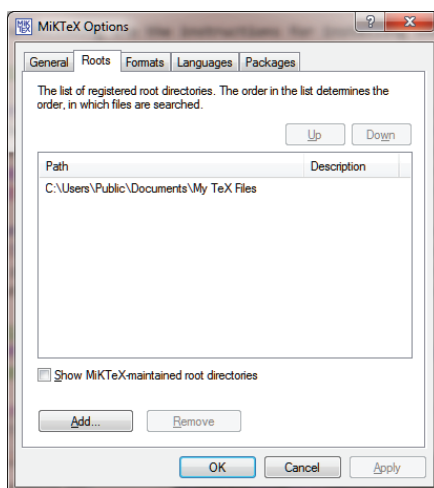 MiKTeX Options
General Roots Formats Languages Packages
The list of registered root directories. The order in the list determines the
order, in which files are searched.
Up Down
Path Description
C:\Users\Public\Documents\My TeX Files
Show MiKTeX-maintained root directories
Add... Remove
OK Cancel Apply